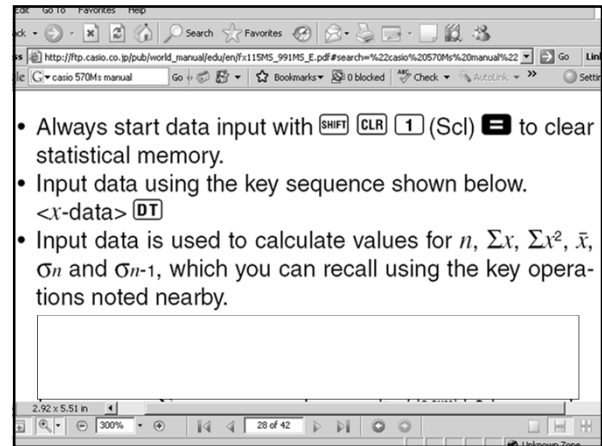 Edit Go To Favorites Help
Search Favorites
http://ftp.casio.co.jp/pub/world_manual/edu/en/fx115MS_991MS_E.pdf#search=%22casio%20570Ms%20manual%22 Go
G casio 570Ms manual Go Bookmarks 0 blocked Check AutoLink
• Always start data input with SHIFT CLR 1 (Scl) = to clear
statistical memory.
• Input data using the key sequence shown below.
<x-data> DT
• Input data is used to calculate values for n, Σx, Σx², x̄,
σn and σn-1, which you can recall using the key opera-
tions noted nearby.
2.92 x 5.51 in
300% 28 of 42
Unknown Zone